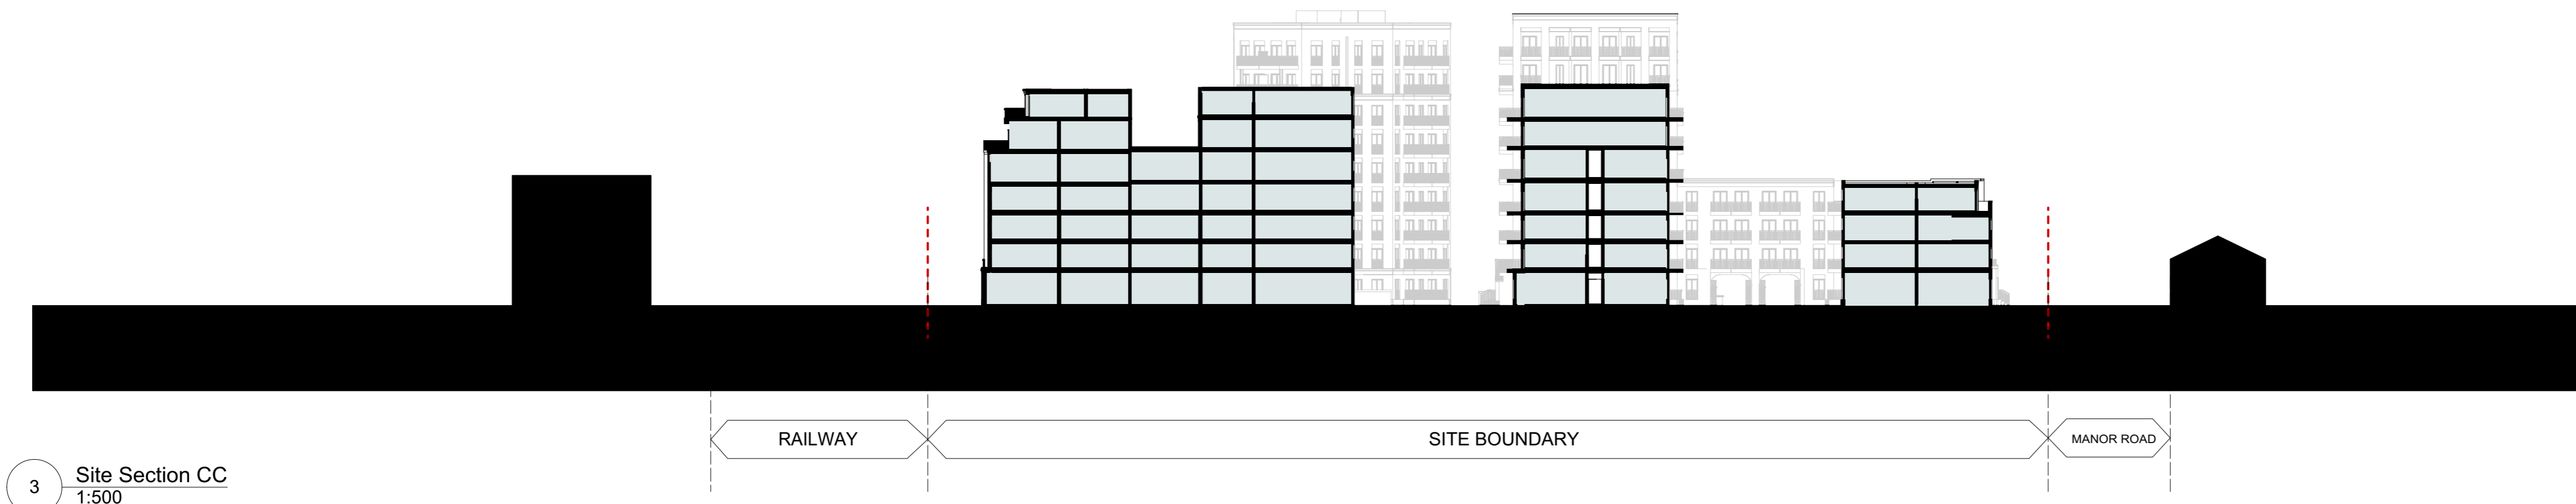 RAILWAY
SITE BOUNDARY
MANOR ROAD
3
Site Section CC
1:500